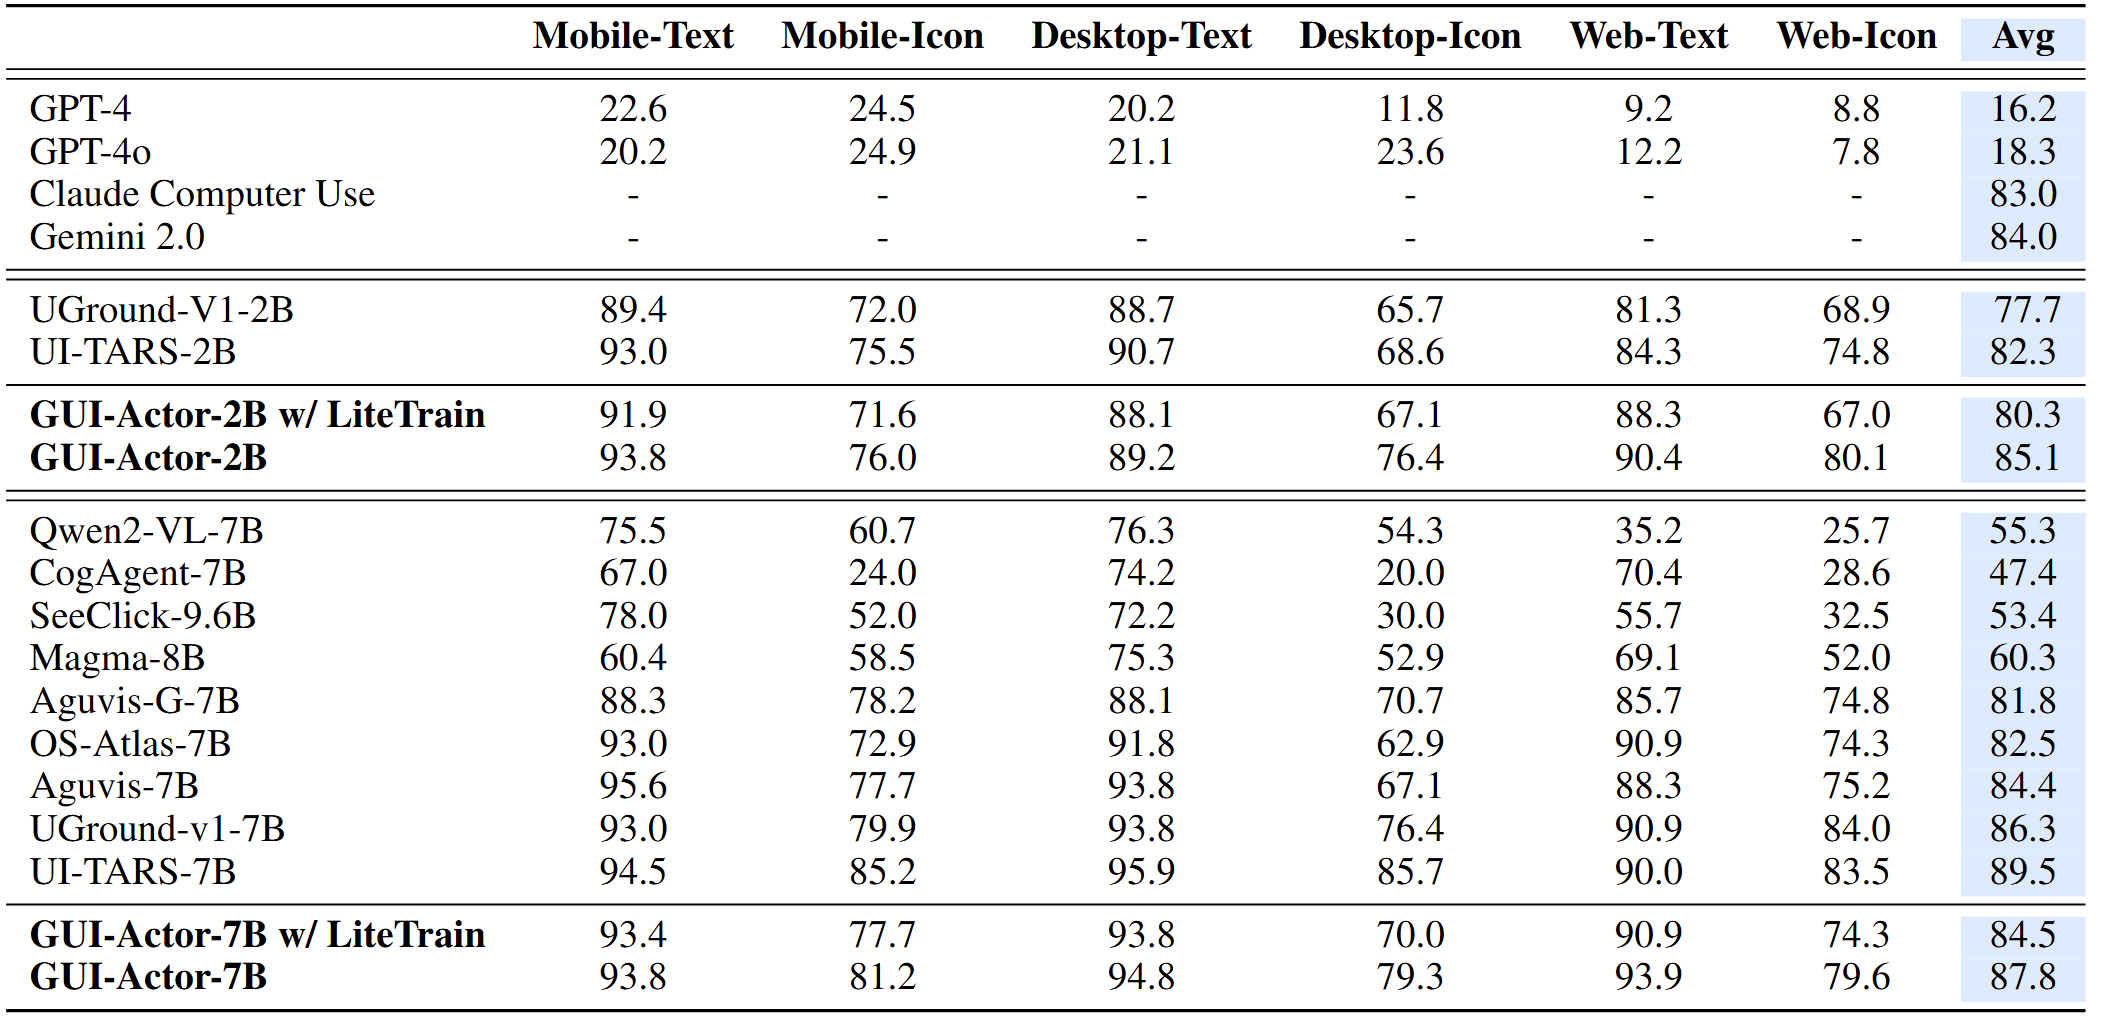 Mobile-Text Mobile-Icon Desktop-Text Desktop-Icon Web-Text Web-Icon Avg
GPT-4 22.6 24.5 20.2 11.8 9.2 8.8 16.2
GPT-4o 20.2 24.9 21.1 23.6 12.2 7.8 18.3
Claude Computer Use - - - - - - 83.0
Gemini 2.0 - - - - - - 84.0
UGround-V1-2B 89.4 72.0 88.7 65.7 81.3 68.9 77.7
UI-TARS-2B 93.0 75.5 90.7 68.6 84.3 74.8 82.3
GUI-Actor-2B w/ LiteTrain 91.9 71.6 88.1 67.1 88.3 67.0 80.3
GUI-Actor-2B 93.8 76.0 89.2 76.4 90.4 80.1 85.1
Qwen2-VL-7B 75.5 60.7 76.3 54.3 35.2 25.7 55.3
CogAgent-7B 67.0 24.0 74.2 20.0 70.4 28.6 47.4
SeeClick-9.6B 78.0 52.0 72.2 30.0 55.7 32.5 53.4
Magma-8B 60.4 58.5 75.3 52.9 69.1 52.0 60.3
Aguvis-G-7B 88.3 78.2 88.1 70.7 85.7 74.8 81.8
OS-Atlas-7B 93.0 72.9 91.8 62.9 90.9 74.3 82.5
Aguvis-7B 95.6 77.7 93.8 67.1 88.3 75.2 84.4
UGround-v1-7B 93.0 79.9 93.8 76.4 90.9 84.0 86.3
UI-TARS-7B 94.5 85.2 95.9 85.7 90.0 83.5 89.5
GUI-Actor-7B w/ LiteTrain 93.4 77.7 93.8 70.0 90.9 74.3 84.5
GUI-Actor-7B 93.8 81.2 94.8 79.3 93.9 79.6 87.8